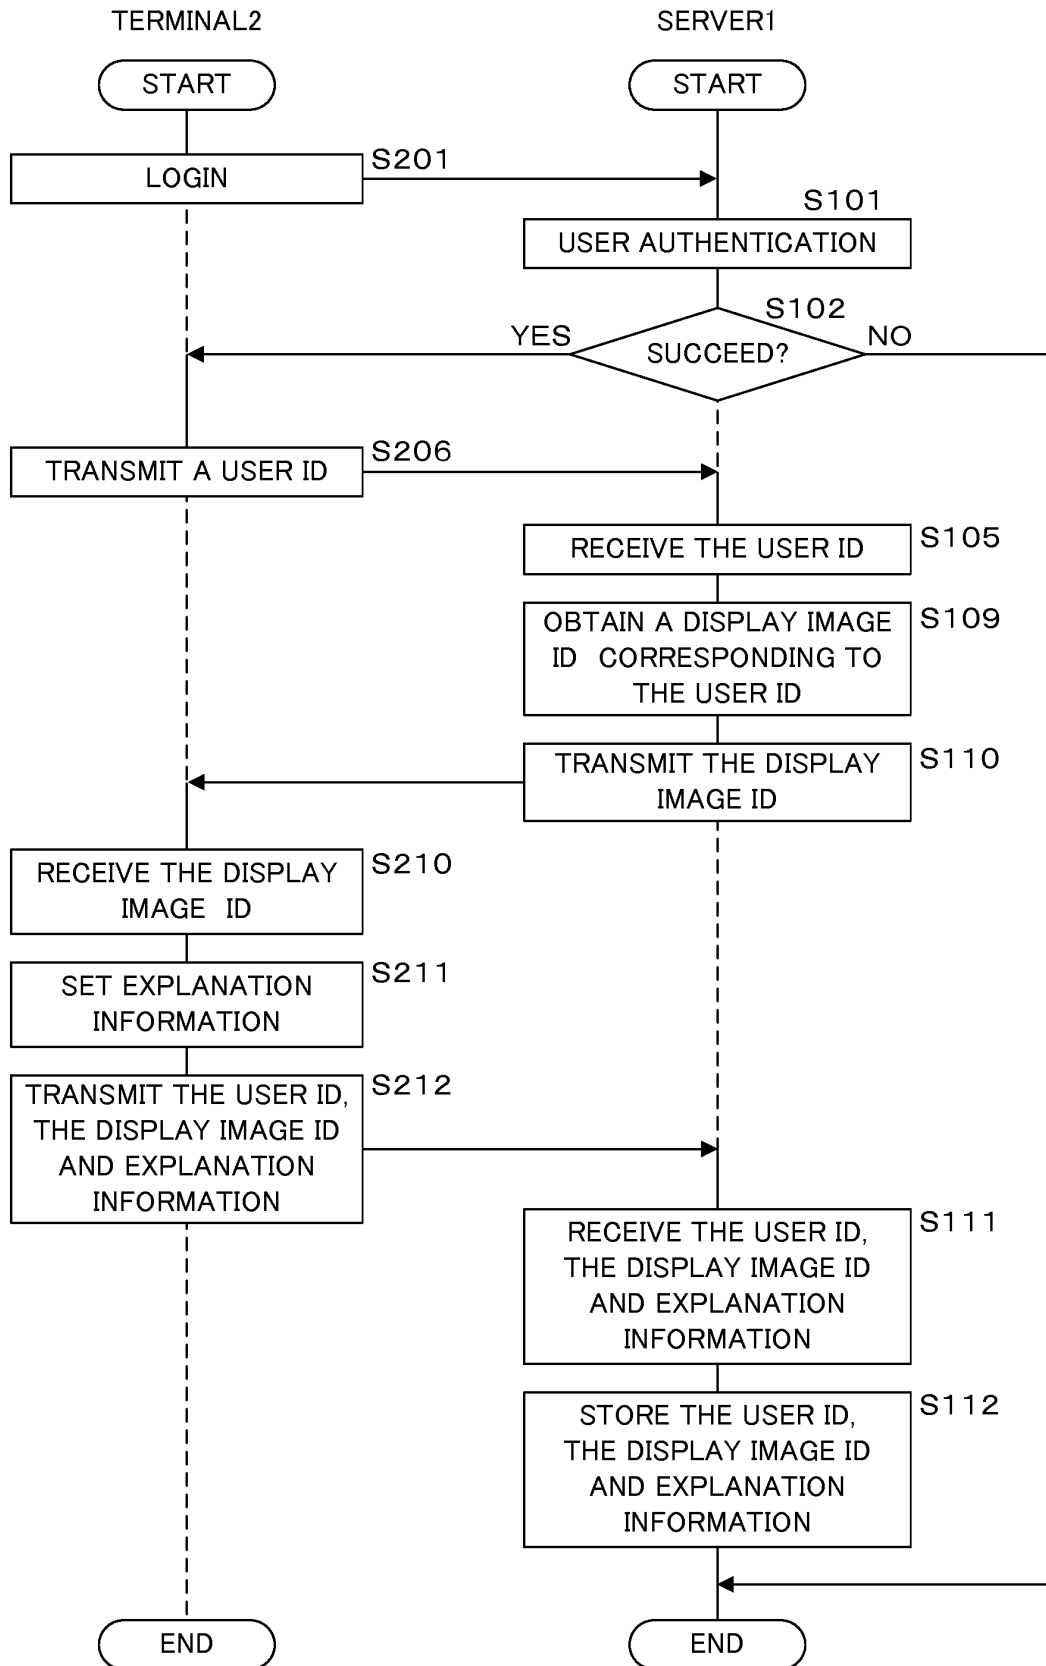 TERMINAL2
SERVER1
START
START
LOGIN
S201
S101
USER AUTHENTICATION
S102
YES
SUCCEED?
NO
TRANSMIT A USER ID
S206
RECEIVE THE USER ID
S105
OBTAIN A DISPLAY IMAGE
ID CORRESPONDING TO
THE USER ID
S109
TRANSMIT THE DISPLAY
IMAGE ID
S110
RECEIVE THE DISPLAY
IMAGE ID
S210
SET EXPLANATION
INFORMATION
S211
TRANSMIT THE USER ID,
THE DISPLAY IMAGE ID
AND EXPLANATION
INFORMATION
S212
RECEIVE THE USER ID,
THE DISPLAY IMAGE ID
AND EXPLANATION
INFORMATION
S111
STORE THE USER ID,
THE DISPLAY IMAGE ID
AND EXPLANATION
INFORMATION
S112
END
END